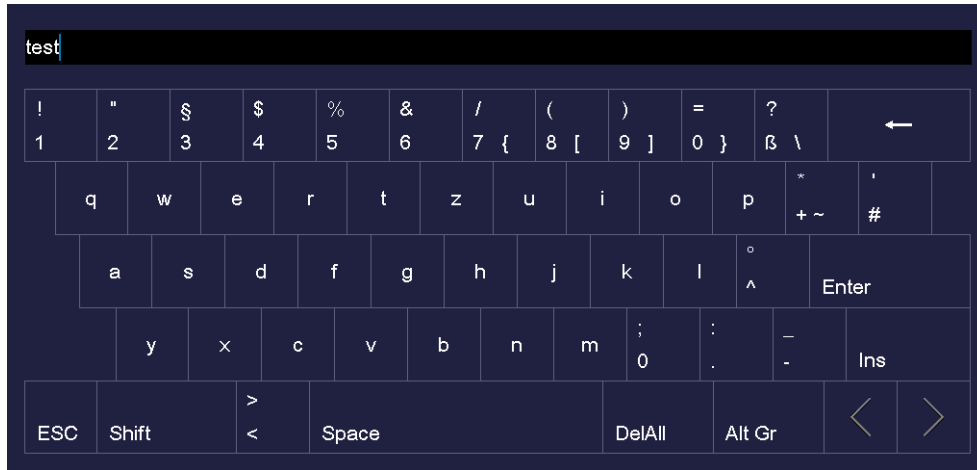 test
! " § $ % & / ( ) = ?
1 2 3 4 5 6 7 { 8 [ 9 ] 0 } ß \ ←
q w e r t z u i o p * + ~ ' #
a s d f g h j k l ° ^ Enter
y x c v b n m ; 0 : . _ - Ins
ESC Shift > < Space DelAll Alt Gr < >